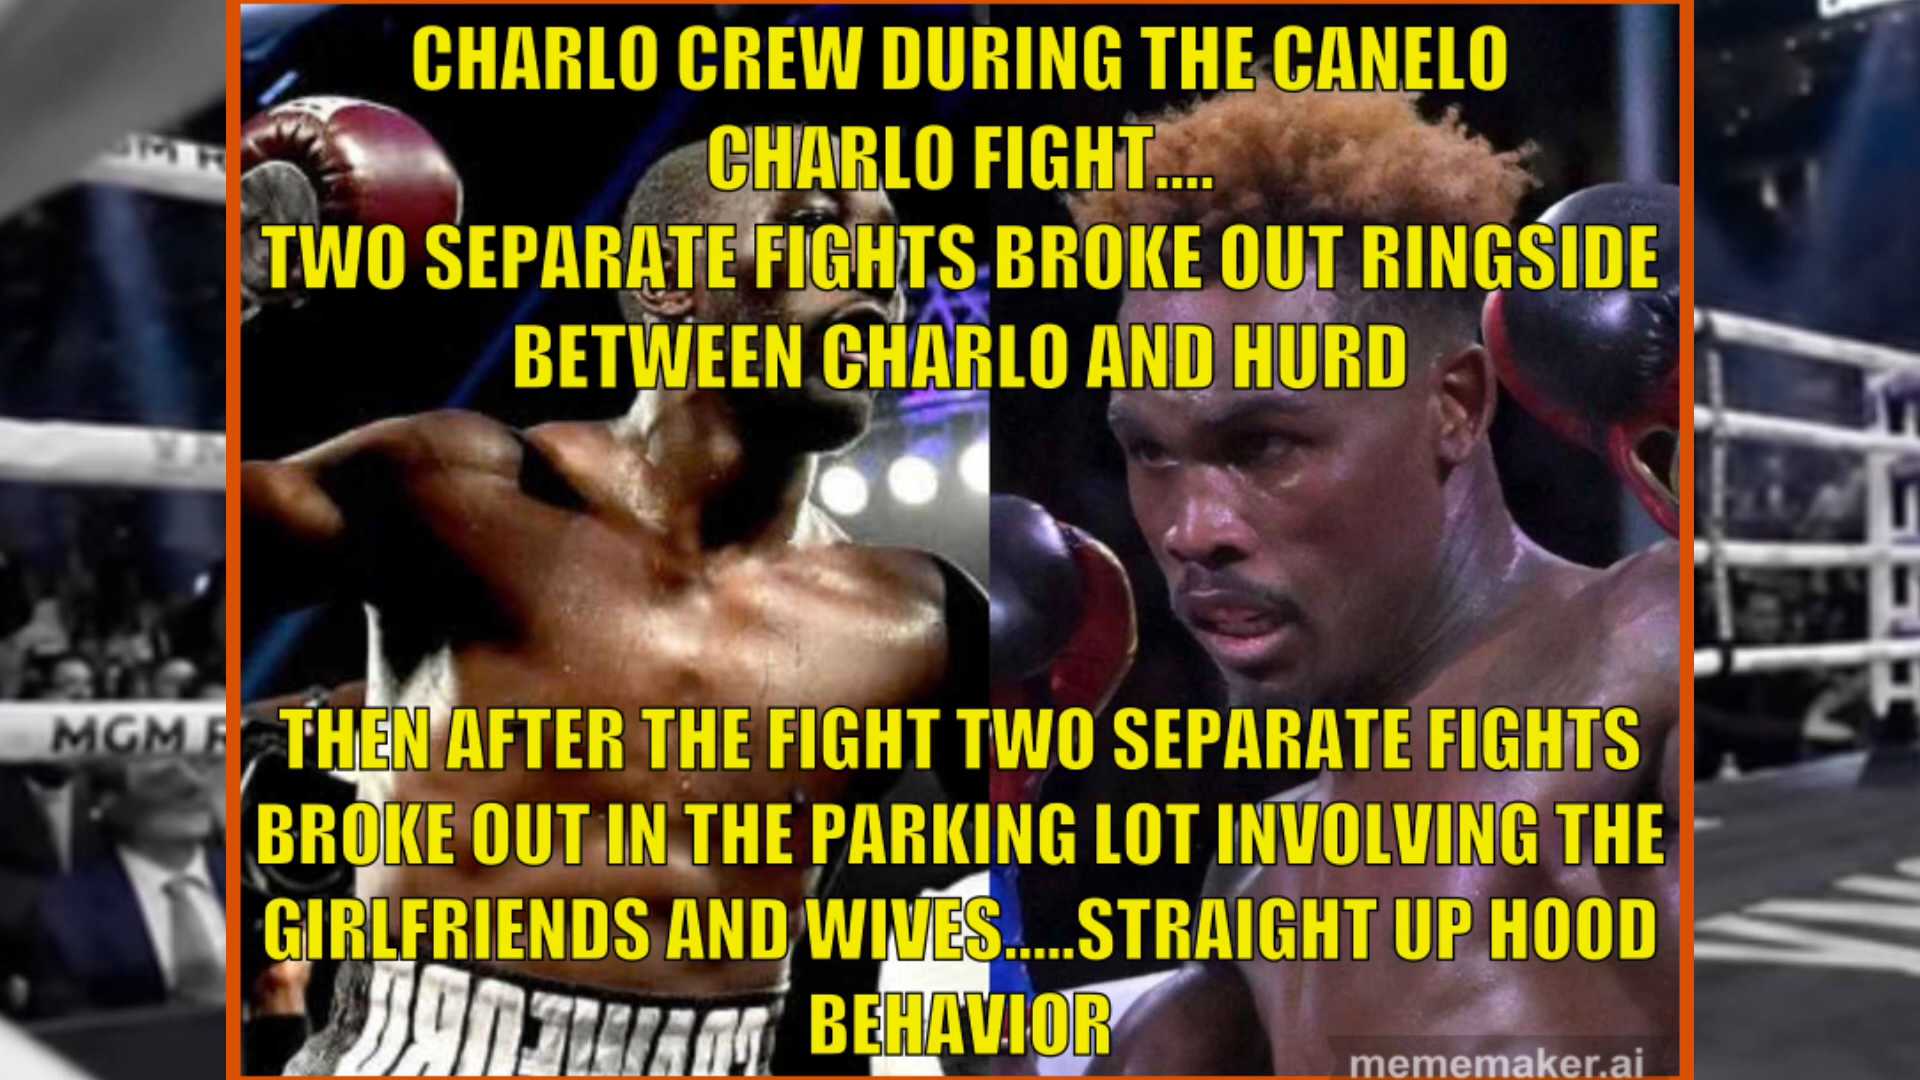 CHARLO CREW DURING THE CANELO
CHARLO FIGHT....
TWO SEPARATE FIGHTS BROKE OUT RINGSIDE
BETWEEN CHARLO AND HURD
THEN AFTER THE FIGHT TWO SEPARATE FIGHTS
BROKE OUT IN THE PARKING LOT INVOLVING THE
GIRLFRIENDS AND WIVES.....STRAIGHT UP HOOD
BEHAVIOR
MGM R
mememaker.ai